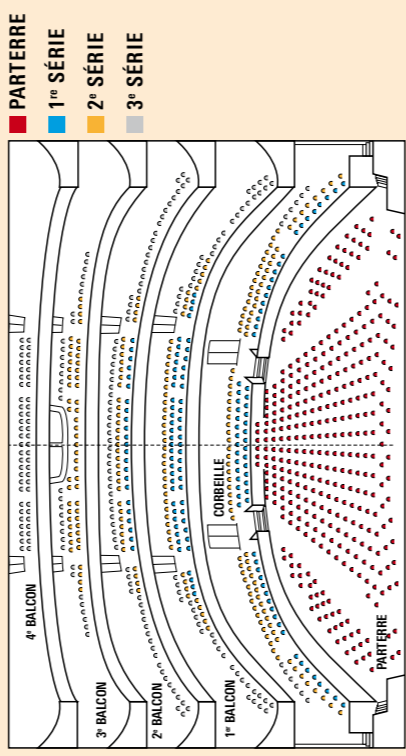 PARTERRE
1re SÉRIE
2e SÉRIE
3e SÉRIE
4e BALCON
3e BALCON
2e BALCON
1er BALCON
CORBEILLE
PARTERRE